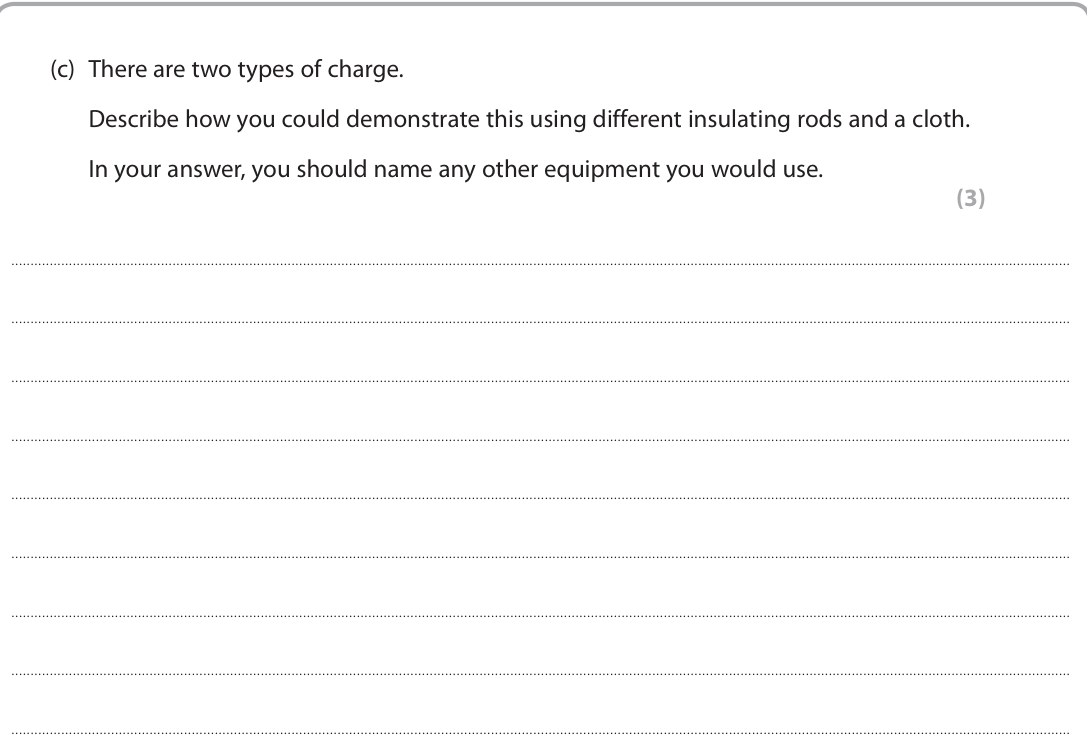 (c) There are two types of charge.
Describe how you could demonstrate this using different insulating rods and a cloth.
In your answer, you should name any other equipment you would use.
(3)